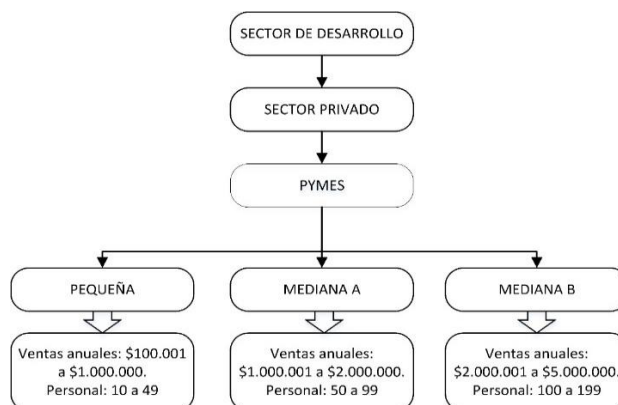 SECTOR DE DESARROLLO
SECTOR PRIVADO
PYMES
PEQUEÑA
MEDIANA A
MEDIANA B
Ventas anuales: $100.001
a $1.000.000.
Personal: 10 a 49
Ventas anuales:
$1.000.001 a $2.000.000.
Personal: 50 a 99
Ventas anuales:
$2.000.001 a $5.000.000.
Personal: 100 a 199